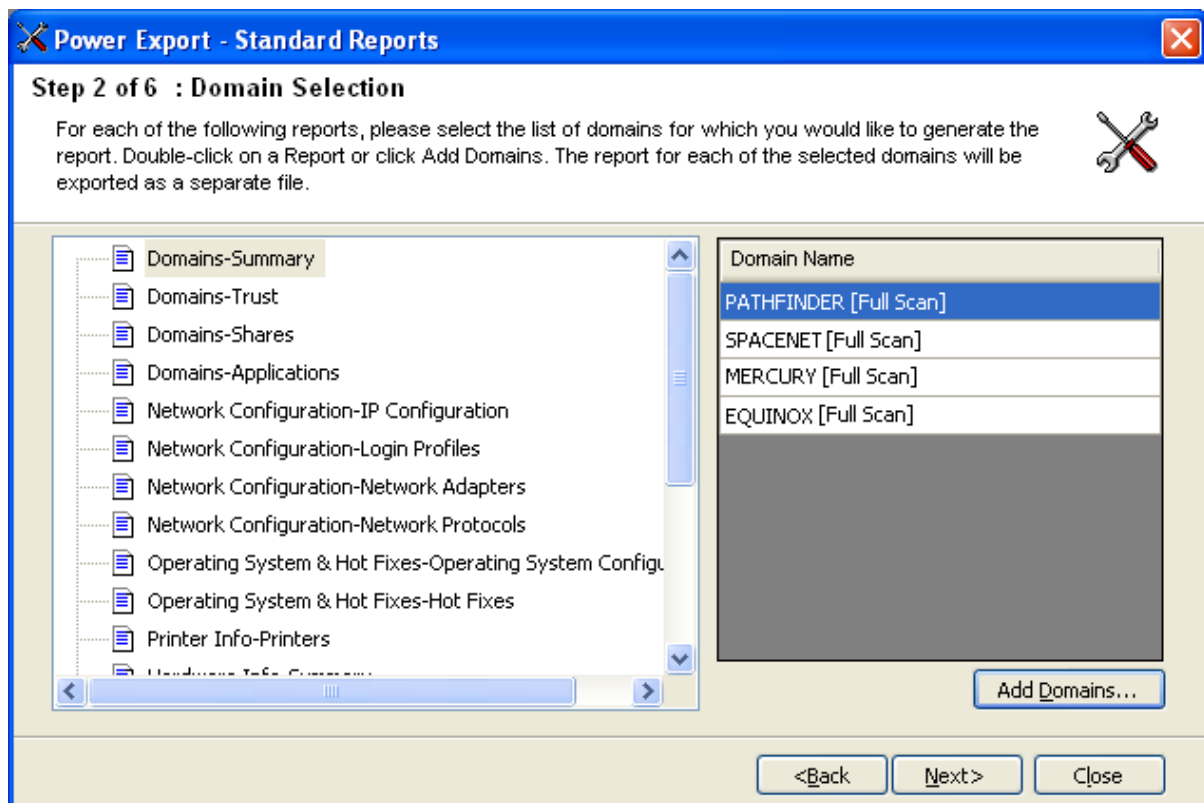 Power Export - Standard Reports
Step 2 of 6 : Domain Selection
For each of the following reports, please select the list of domains for which you would like to generate the
report. Double-click on a Report or click Add Domains. The report for each of the selected domains will be
exported as a separate file.
Domains-Summary
Domains-Trust
Domains-Shares
Domains-Applications
Network Configuration-IP Configuration
Network Configuration-Login Profiles
Network Configuration-Network Adapters
Network Configuration-Network Protocols
Operating System & Hot Fixes-Operating System Configu
Operating System & Hot Fixes-Hot Fixes
Printer Info-Printers
Hardware Info-Summary
Domain Name
PATHFINDER [Full Scan]
SPACENET [Full Scan]
MERCURY [Full Scan]
EQUINOX [Full Scan]
Add Domains...
<Back
Next>
Close